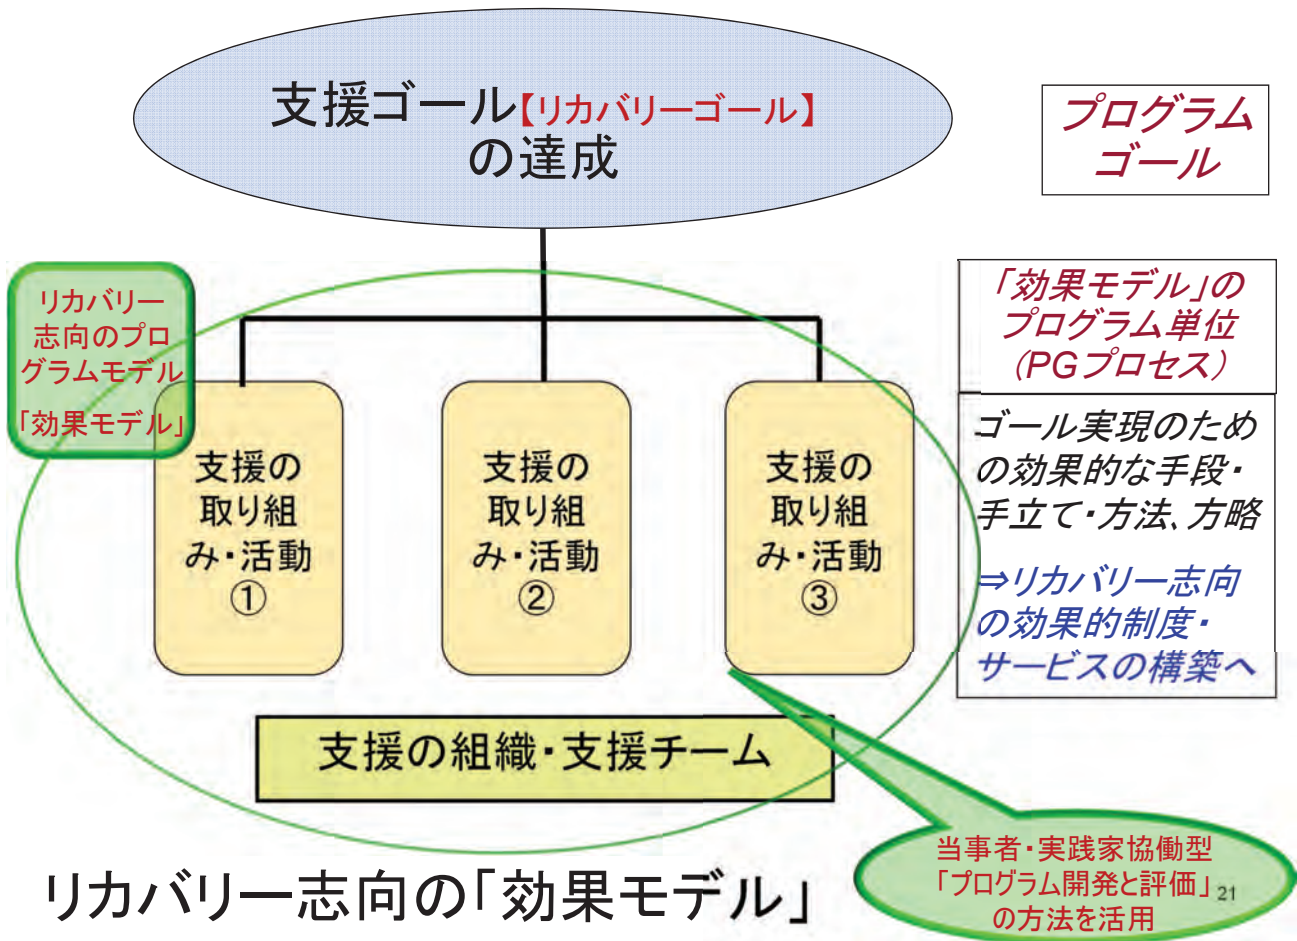 支援ゴール【リカバリーゴール】
の達成
プログラム
ゴール
リカバリー
志向のプロ
グラムモデル
「効果モデル」
「効果モデル」の
プログラム単位
（PGプロセス）
支援の
取り組
み・活動
①
支援の
取り組
み・活動
②
支援の
取り組
み・活動
③
ゴール実現のため
の効果的な手段・
手立て・方法、方略
⇒リカバリー志向
の効果的制度・
サービスの構築へ
支援の組織・支援チーム
当事者・実践家協働型
「プログラム開発と評価」
の方法を活用
21
リカバリー志向の「効果モデル」